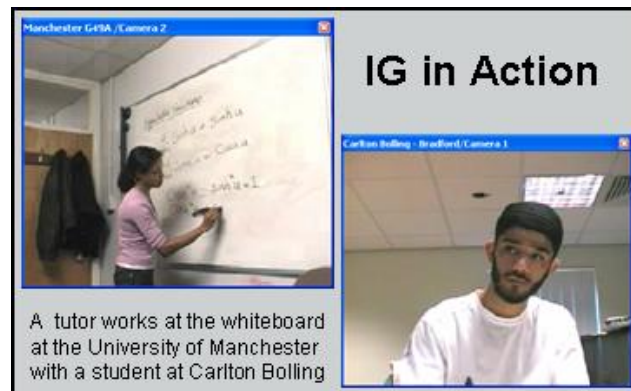 Manchester G49A /Camera 2
IG in Action
Carlton Bolling - Bradford/Camera 1
A tutor works at the whiteboard
at the University of Manchester
with a student at Carlton Bolling